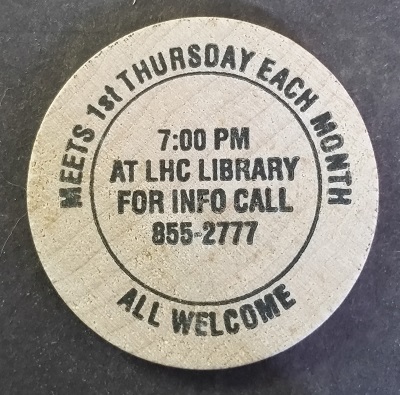 MEETS 1st THURSDAY EACH MONTH
7:00 PM
AT LHC LIBRARY
FOR INFO CALL
855-2777
ALL WELCOME